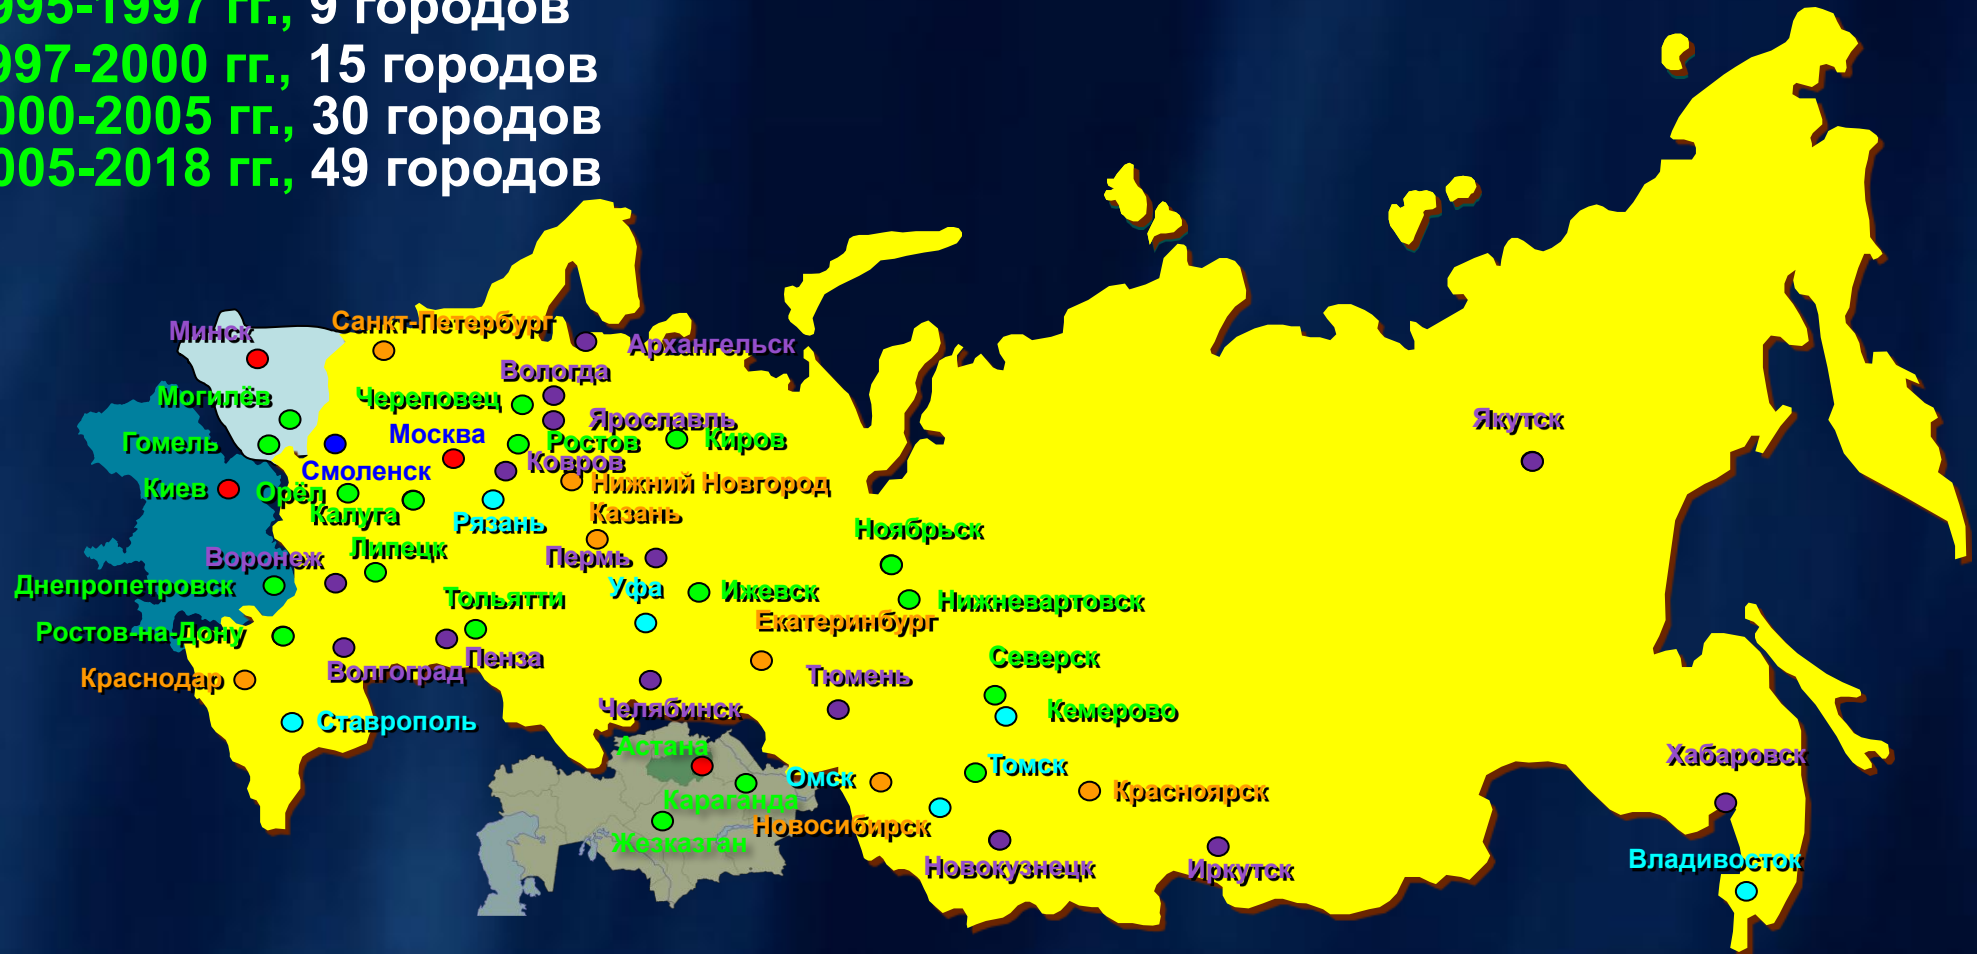 995-1997 гг., 9 городов
997-2000 гг., 15 городов
000-2005 гг., 30 городов
005-2018 гг., 49 городов
Минск
Санкт-Петербург
Архангельск
Вологда
Могилёв
Череповец
Ярославль
Якутск
Гомель
Москва
Ростов
Киров
Смоленск
Ковров
Киев
Орёл
Нижний Новгород
Калуга
Рязань
Казань
Ноябрьск
Воронеж
Липецк
Пермь
Днепропетровск
Тольятти
Уфа
Ижевск
Нижневартовск
Ростов-на-Дону
Екатеринбург
Пенза
Северск
Краснодар
Волгоград
Тюмень
Челябинск
Кемерово
Ставрополь
Астана
Хабаровск
Омск
Томск
Караганда
Красноярск
Новосибирск
Жезказган
Новокузнецк
Иркутск
Владивосток